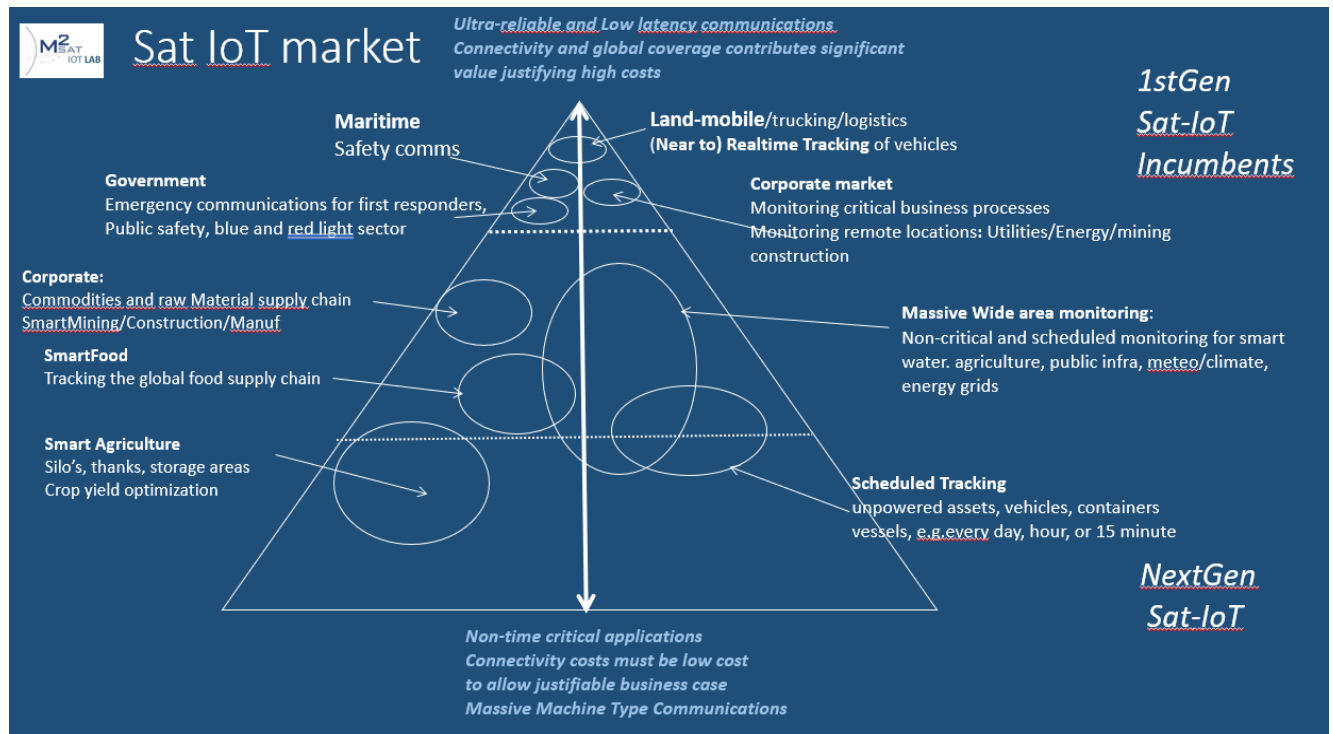 M2
SAT
IOT LAB
Sat IoT market
Ultra-reliable and Low latency communications
Connectivity and global coverage contributes significant
value justifying high costs
1stGen
Sat-IoT
Incumbents
Maritime
Safety comms
Land-mobile/trucking/logistics
(Near to) Realtime Tracking of vehicles
Government
Emergency communications for first responders,
Public safety, blue and red light sector
Corporate market
Monitoring critical business processes
Monitoring remote locations: Utilities/Energy/mining
construction
Corporate:
Commodities and raw Material supply chain
SmartMining/Construction/Manuf
Massive Wide area monitoring:
Non-critical and scheduled monitoring for smart
water. agriculture, public infra, meteo/climate,
energy grids
SmartFood
Tracking the global food supply chain
Smart Agriculture
Silo's, thanks, storage areas
Crop yield optimization
Scheduled Tracking
unpowered assets, vehicles, containers
vessels, e.g.every day, hour, or 15 minute
NextGen
Sat-IoT
Non-time critical applications
Connectivity costs must be low cost
to allow justifiable business case
Massive Machine Type Communications